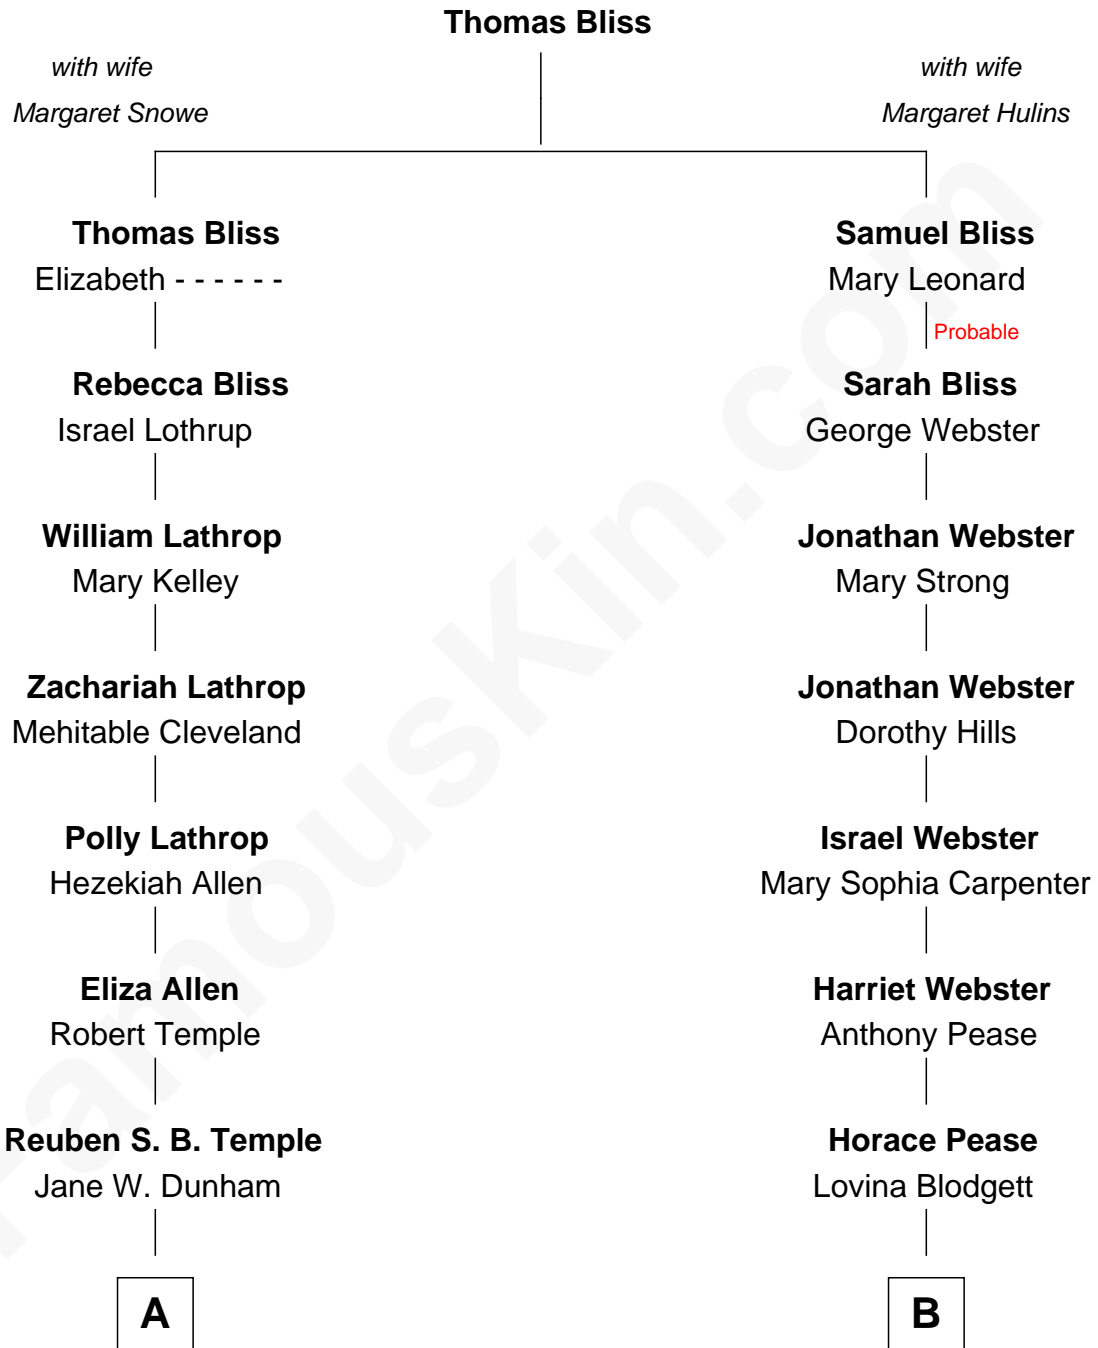 Thomas Bliss
with wife
Margaret Snowe
with wife
Margaret Hulins
Thomas Bliss
Elizabeth - - - - - -
Samuel Bliss
Mary Leonard
Probable
Rebecca Bliss
Israel Lothrup
Sarah Bliss
George Webster
William Lathrop
Mary Kelley
Jonathan Webster
Mary Strong
Zachariah Lathrop
Mehitable Cleveland
Jonathan Webster
Dorothy Hills
Polly Lathrop
Hezekiah Allen
Israel Webster
Mary Sophia Carpenter
Eliza Allen
Robert Temple
Harriet Webster
Anthony Pease
Reuben S. B. Temple
Jane W. Dunham
Horace Pease
Lovina Blodgett
A
B
FamousKin.com